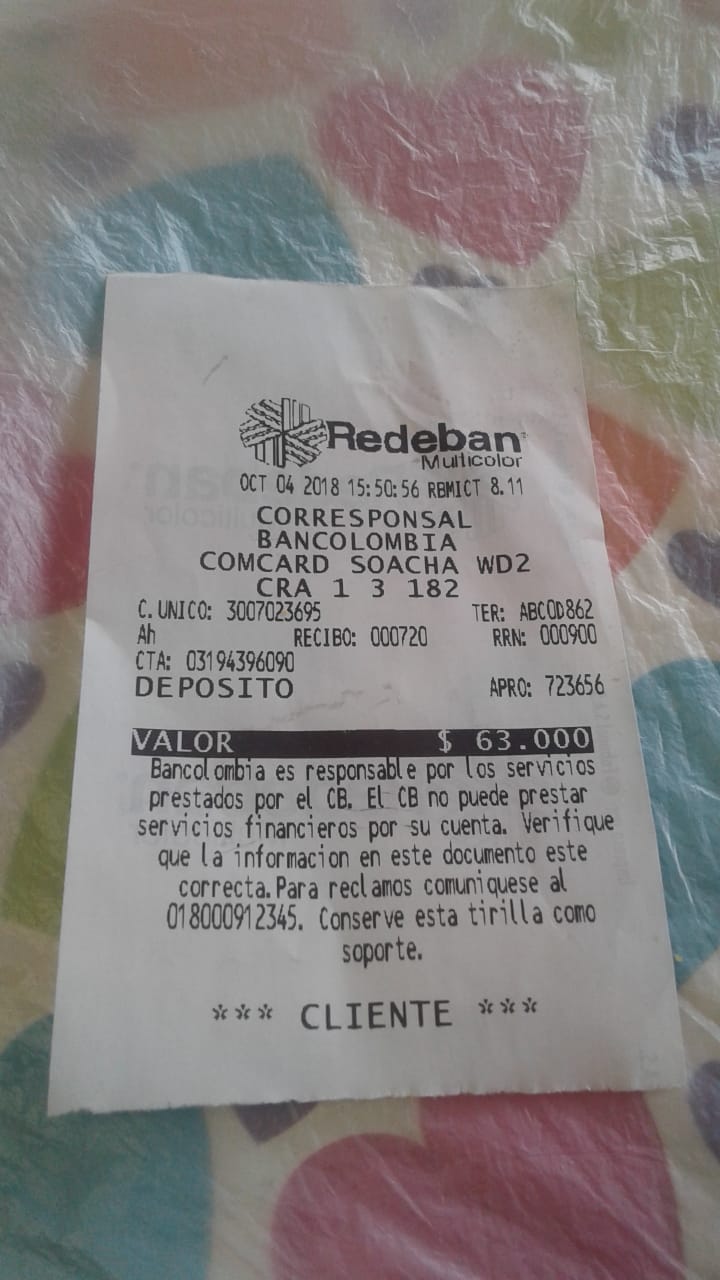 Redeban
Multicolor
OCT 04 2018 15:50:56 RBMICT 8.11
CORRESPONSAL
BANCOLOMBIA
COMCARD SOACHA WD2
CRA 1 3 182
C. UNICO: 3007023695 TER: ABCOD862
Ah RECIBO: 000720 RRN: 000900
CTA: 03194396090
DEPOSITO APRO: 723656
VALOR $ 63.000
Bancolombia es responsable por los servicios
prestados por el CB. El CB no puede prestar
servicios financieros por su cuenta. Verifique
que la informacion en este documento este
correcta. Para reclamos comuniquese al
018000912345. Conserve esta tirilla como
soporte.
*** CLIENTE ***